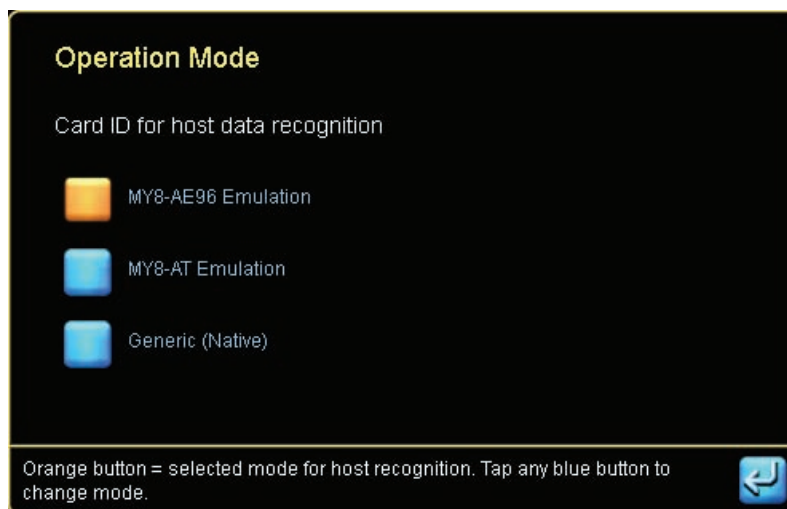 Operation Mode
Card ID for host data recognition
MY8-AE96 Emulation
MY8-AT Emulation
Generic (Native)
Orange button = selected mode for host recognition. Tap any blue button to
change mode.